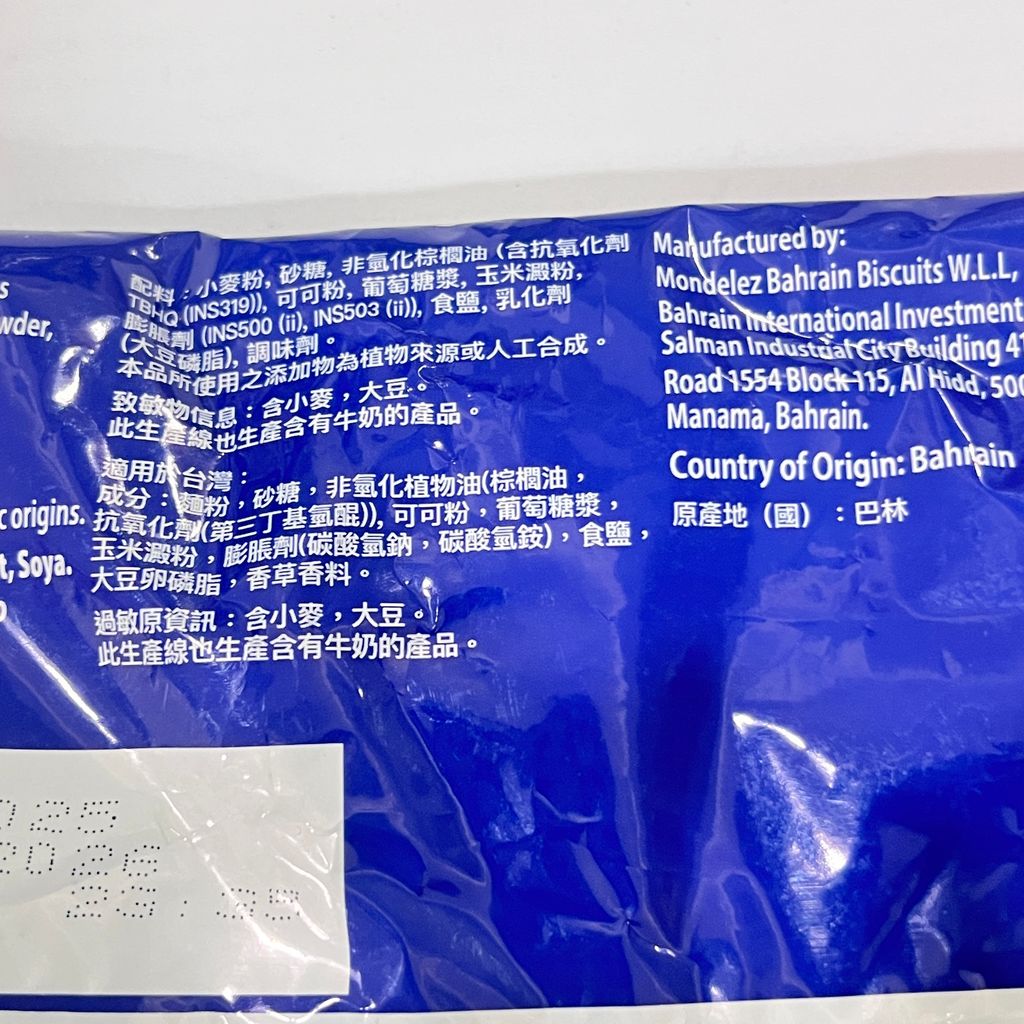 s
wder,
c origins.
t, Soya.
配料：小麥粉, 砂糖, 非氫化棕櫚油（含抗氧化劑
TBHQ (INS319)), 可可粉, 葡萄糖漿, 玉米澱粉,
膨脹劑 (INS500 (ii), INS503 (ii)), 食鹽, 乳化劑
(大豆磷脂), 調味劑。
本品所使用之添加物為植物來源或人工合成。
致敏物信息：含小麥，大豆。
此生產線也生產含有牛奶的產品。
適用於台灣：
成分：麵粉，砂糖，非氫化植物油(棕櫚油，
抗氧化劑(第三丁基氫醌)), 可可粉，葡萄糖漿，
玉米澱粉，膨脹劑(碳酸氫鈉，碳酸氫銨)，食鹽，
大豆卵磷脂，香草香料。
過敏原資訊：含小麥，大豆。
此生產線也生產含有牛奶的產品。
Manufactured by:
Mondelez Bahrain Biscuits W.L.L,
Bahrain International Investment
Salman Industrial City Building 41
Road 1554 Block 115, Al Hidd, 500
Manama, Bahrain.
Country of Origin: Bahrain
原產地（國）：巴林
025
2026